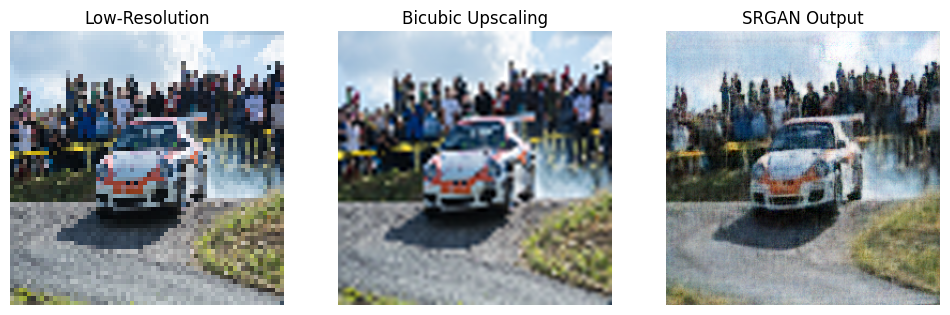 Low-Resolution
Bicubic Upscaling
SRGAN Output